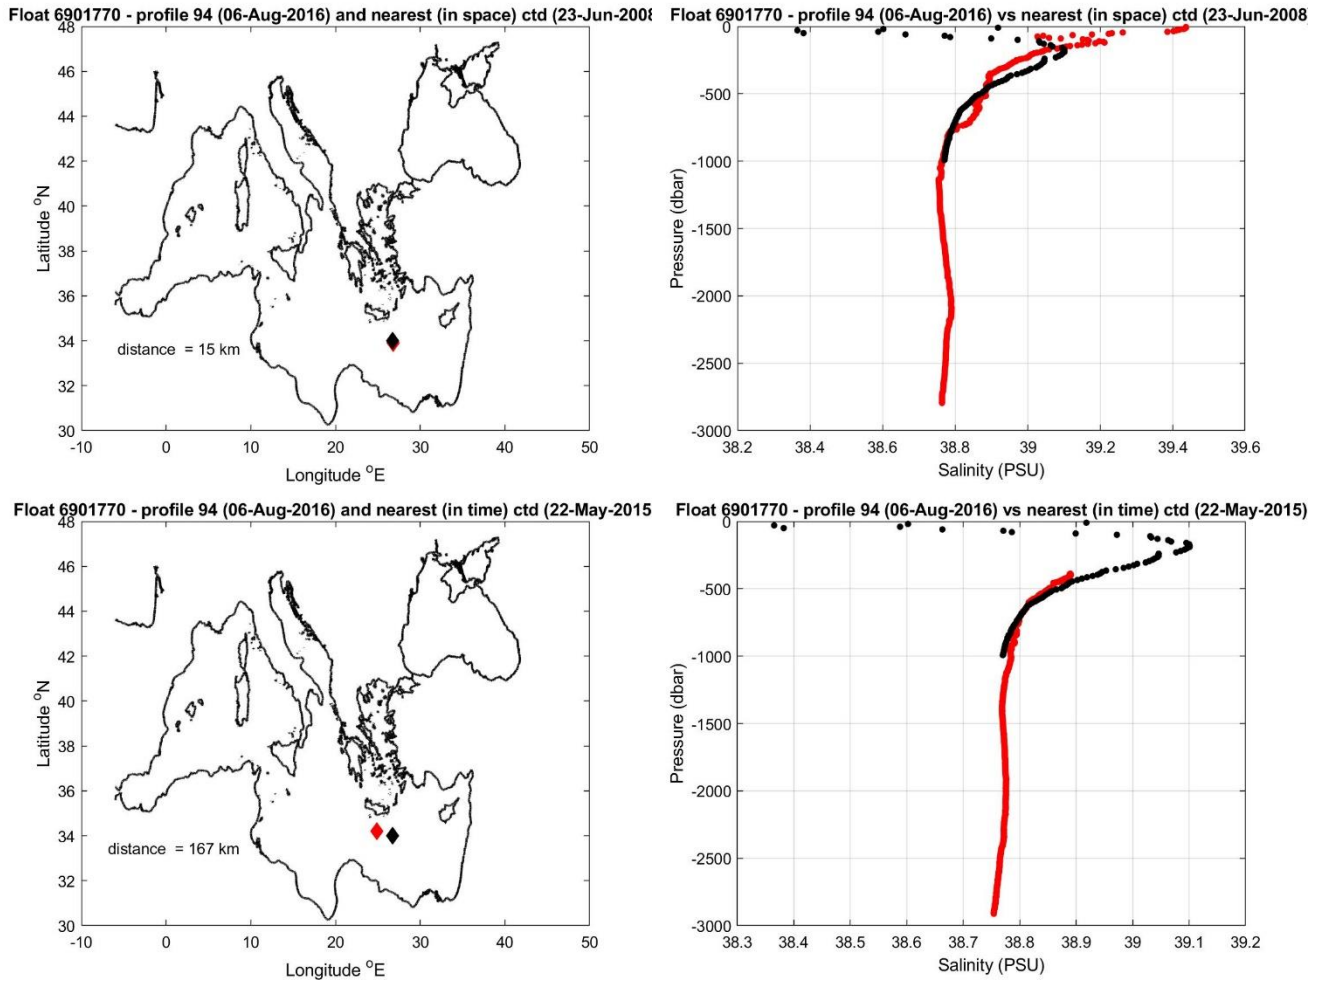 Float 6901770 - profile 94 (06-Aug-2016) and nearest (in space) ctd (23-Jun-2008
48
46
44
42
40
38
36
34
32
30
Latitude °N
distance = 15 km
-10 0 10 20 30 40 50
Longitude °E
Float 6901770 - profile 94 (06-Aug-2016) vs nearest (in space) ctd (23-Jun-2008
0
-500
-1000
-1500
-2000
-2500
-3000
Pressure (dbar)
38.2 38.4 38.6 38.8 39 39.2 39.4 39.6
Salinity (PSU)
Float 6901770 - profile 94 (06-Aug-2016) and nearest (in time) ctd (22-May-2015
48
46
44
42
40
38
36
34
32
30
Latitude °N
distance = 167 km
-10 0 10 20 30 40 50
Longitude °E
Float 6901770 - profile 94 (06-Aug-2016) vs nearest (in time) ctd (22-May-2015)
0
-500
-1000
-1500
-2000
-2500
-3000
Pressure (dbar)
38.3 38.4 38.5 38.6 38.7 38.8 38.9 39 39.1 39.2
Salinity (PSU)